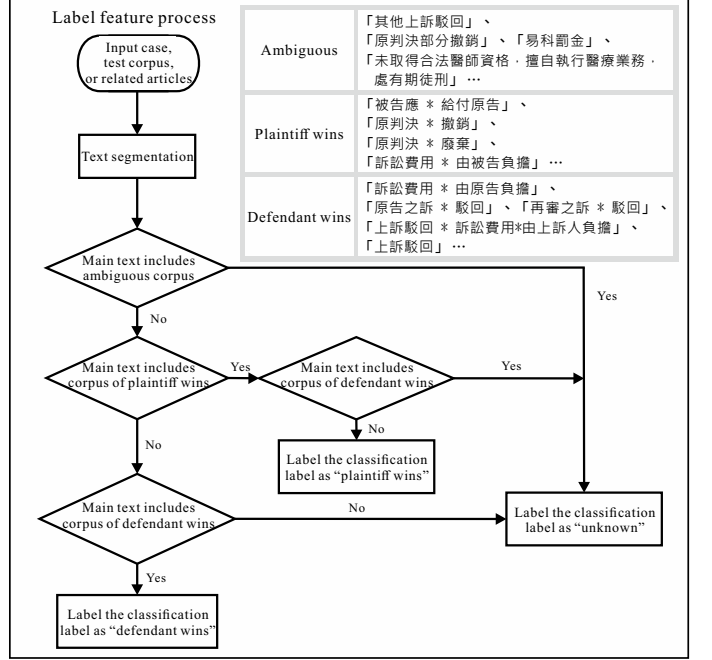 Label feature process
Input case,
test corpus,
or related articles
Text segmentation
Ambiguous
「其他上訴駁回」、
「原判決部分撤銷」、「易科罰金」、
「未取得合法醫師資格，擅自執行醫療業務，
處有期徒刑」…
Plaintiff wins
「被告應 * 給付原告」、
「原判決 * 撤銷」、
「原判決 * 廢棄」、
「訴訟費用 * 由被告負擔」…
Defendant wins
「訴訟費用 * 由原告負擔」、
「原告之訴 * 駁回」、「再審之訴 * 駁回」、
「上訴駁回 * 訴訟費用*由上訴人負擔」、
「上訴駁回」…
Main text includes
ambiguous corpus
Yes
No
Main text includes
corpus of plaintiff wins
Yes
Main text includes
corpus of defendant wins
Yes
No
No
Label the classification
label as “plaintiff wins”
Main text includes
corpus of defendant wins
No
Label the classification
label as “unknown”
Yes
Label the classification
label as “defendant wins”